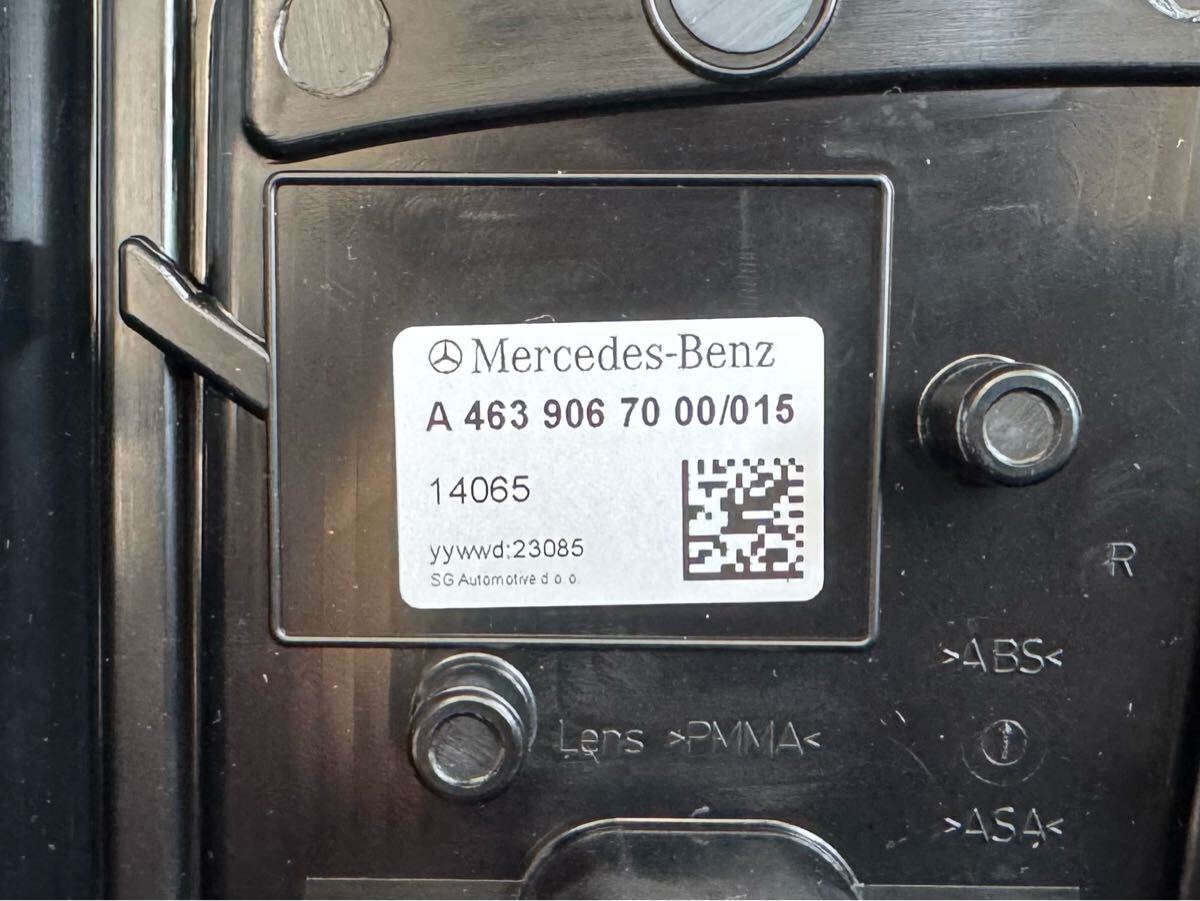 Mercedes-Benz
A 463 906 70 00/015
14065
yywwd:23085
SG Automotive d o o.
R
>ABS<
Lens >PMMA<
>ASA<